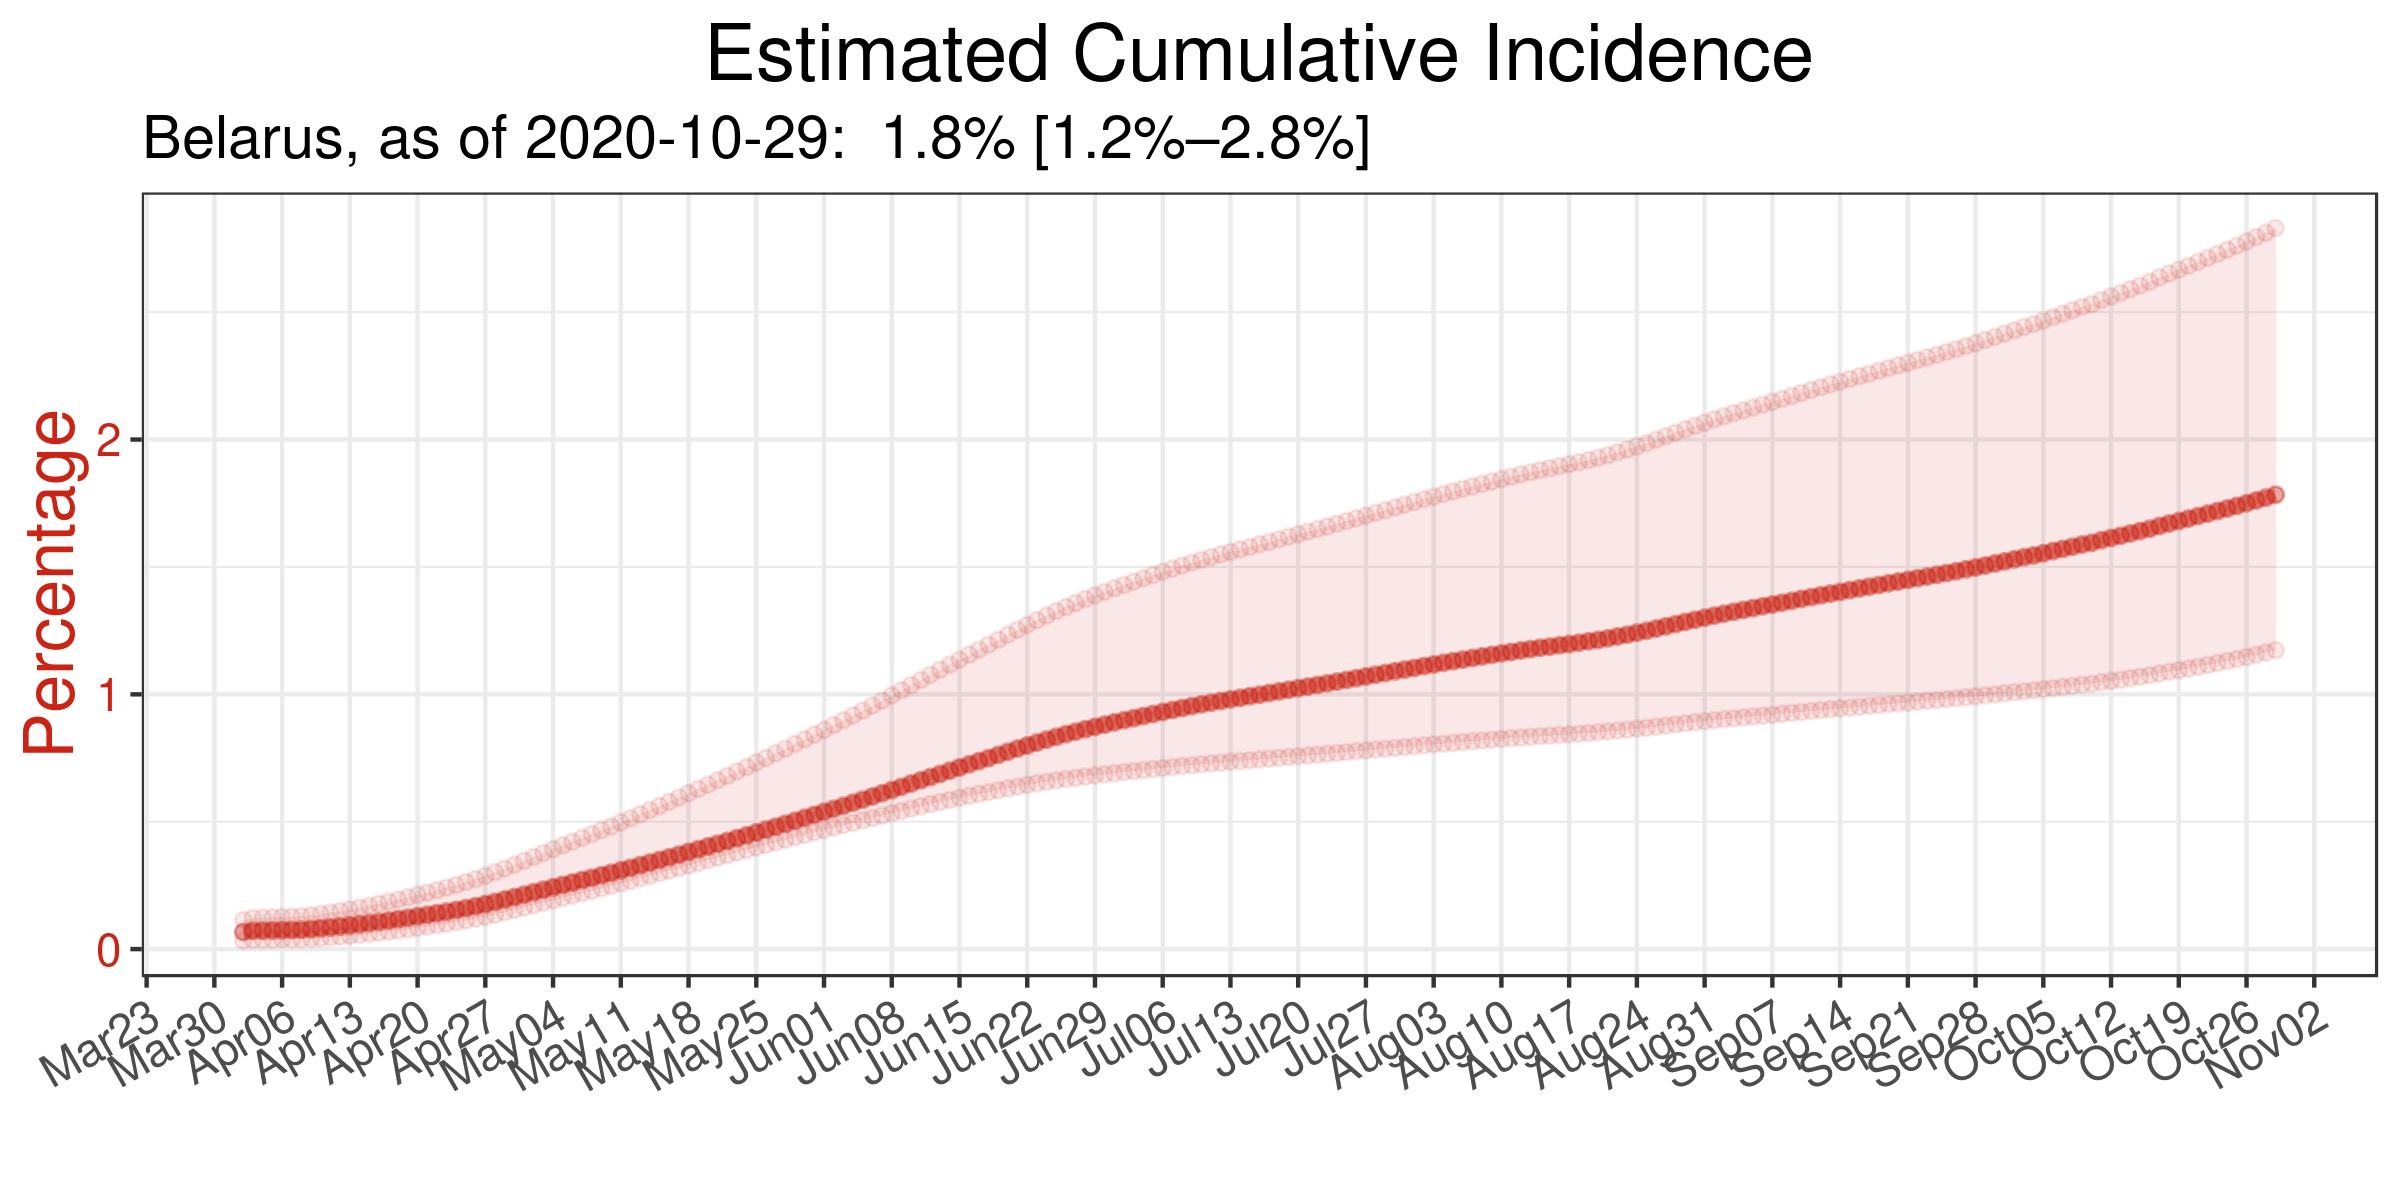 Estimated Cumulative Incidence
Belarus, as of 2020-10-29:  1.8% [1.2%–2.8%]
Percentage
2
1
0
Mar23
Mar30
Apr06
Apr13
Apr20
Apr27
May04
May11
May18
May25
Jun01
Jun08
Jun15
Jun22
Jun29
Jul06
Jul13
Jul20
Jul27
Aug03
Aug10
Aug17
Aug24
Aug31
Sep07
Sep14
Sep21
Sep28
Oct05
Oct12
Oct19
Oct26
Nov02